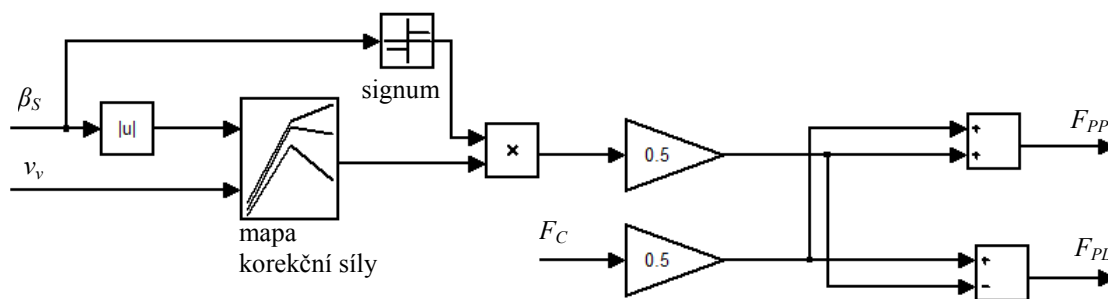 signum
β_S
|u|
v_v
mapa
korekční síly
×
0.5
F_C
0.5
+
+
F_PP
+
−
F_PL